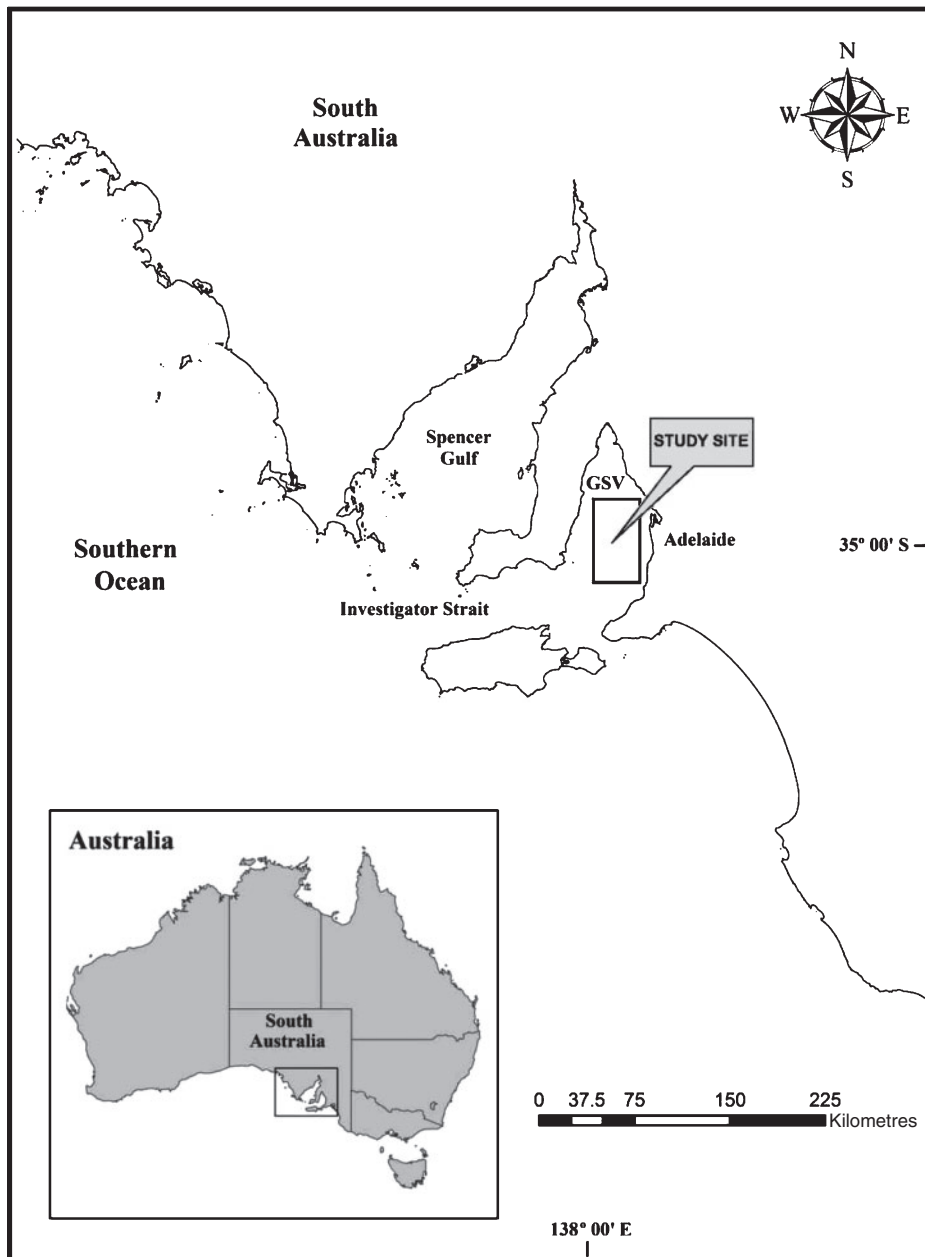 South
Australia
N
W
E
S
Spencer
Gulf
STUDY SITE
GSV
Adelaide
35° 00' S
Southern
Ocean
Investigator Strait
Australia
South
Australia
0 37.5 75 150 225
Kilometres
138° 00' E